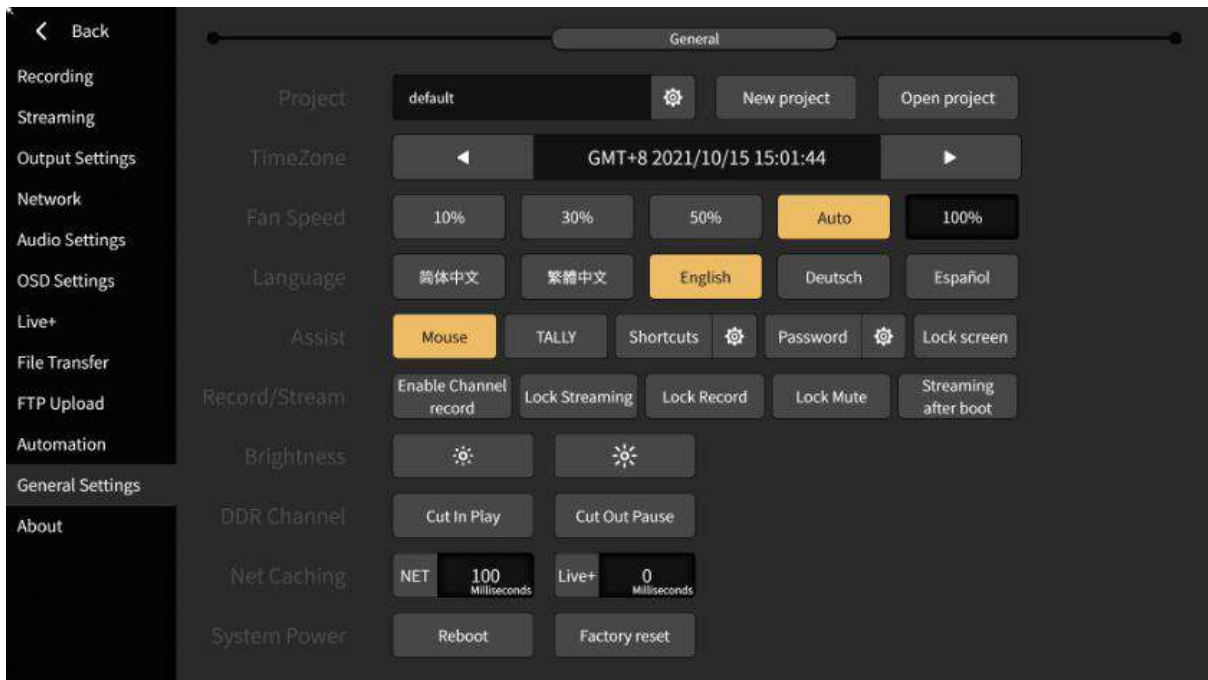 Back
General
Recording
Streaming
Output Settings
Network
Audio Settings
OSD Settings
Live+
File Transfer
FTP Upload
Automation
General Settings
About
Project default New project Open project
TimeZone GMT+8 2021/10/15 15:01:44
Fan Speed 10% 30% 50% Auto 100%
Language 简体中文 繁體中文 English Deutsch Español
Assist Mouse TALLY Shortcuts Password Lock screen
Record/Stream Enable Channel record Lock Streaming Lock Record Lock Mute Streaming after boot
Brightness
DDR Channel Cut In Play Cut Out Pause
Net Caching NET 100 Milliseconds Live+ 0 Milliseconds
System Power Reboot Factory reset